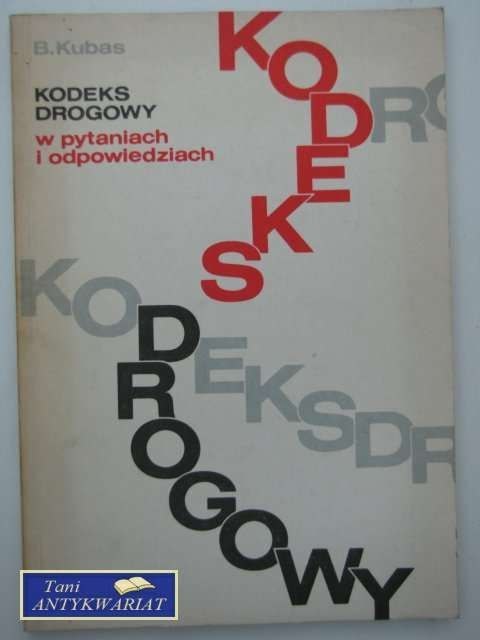 B.Kubas
KODEKS
DROGOWY
w pytaniach
i odpowiedziach
KODEKS
DRO
KODEKSDR
DROGOWY
Tani
ANTYKWARIAT